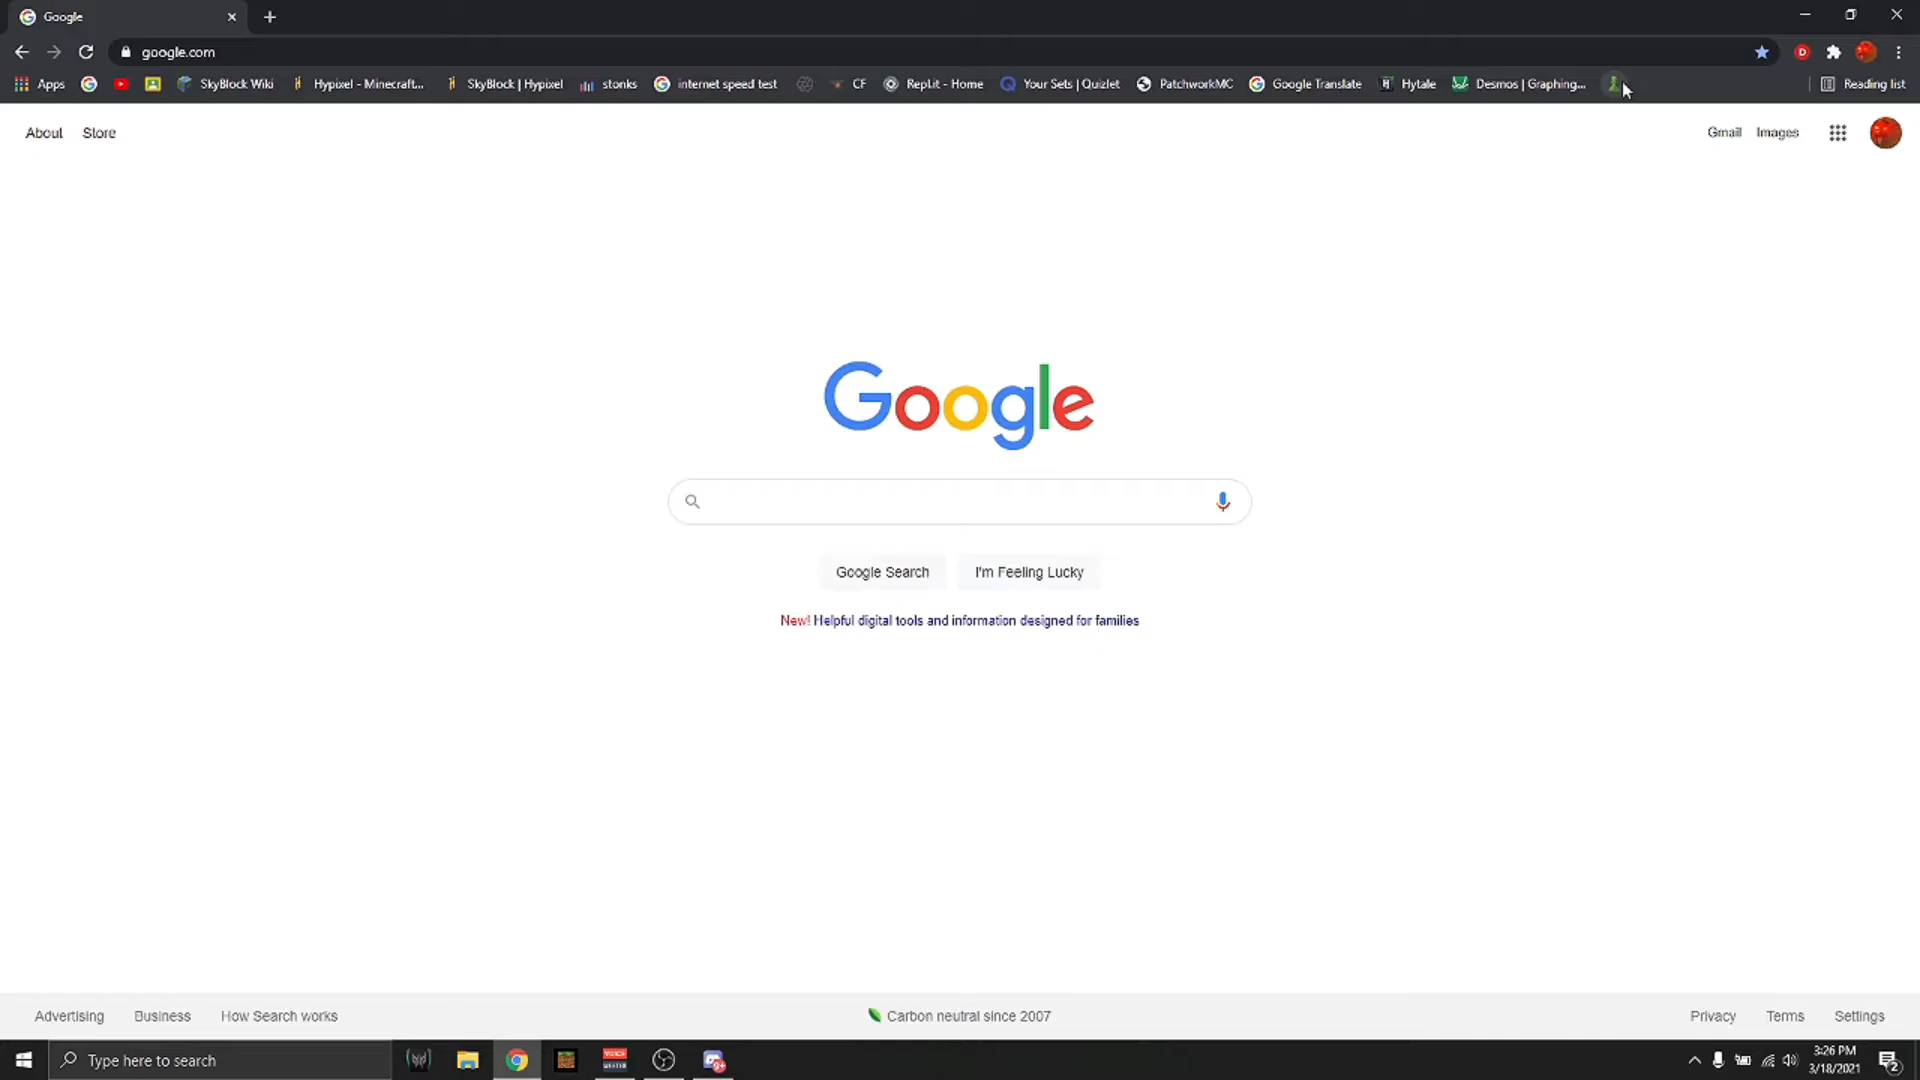 Google
google.com
Apps SkyBlock Wiki Hypixel - Minecraft... SkyBlock | Hypixel stonks internet speed test CF Repl.it - Home Your Sets | Quizlet PatchworkMC Google Translate Hytale Desmos | Graphing... Reading list
About Store Gmail Images
Google
Google Search I'm Feeling Lucky
New! Helpful digital tools and information designed for families
Advertising Business How Search works Carbon neutral since 2007 Privacy Terms Settings
Type here to search
3:26 PM
3/18/2021
2